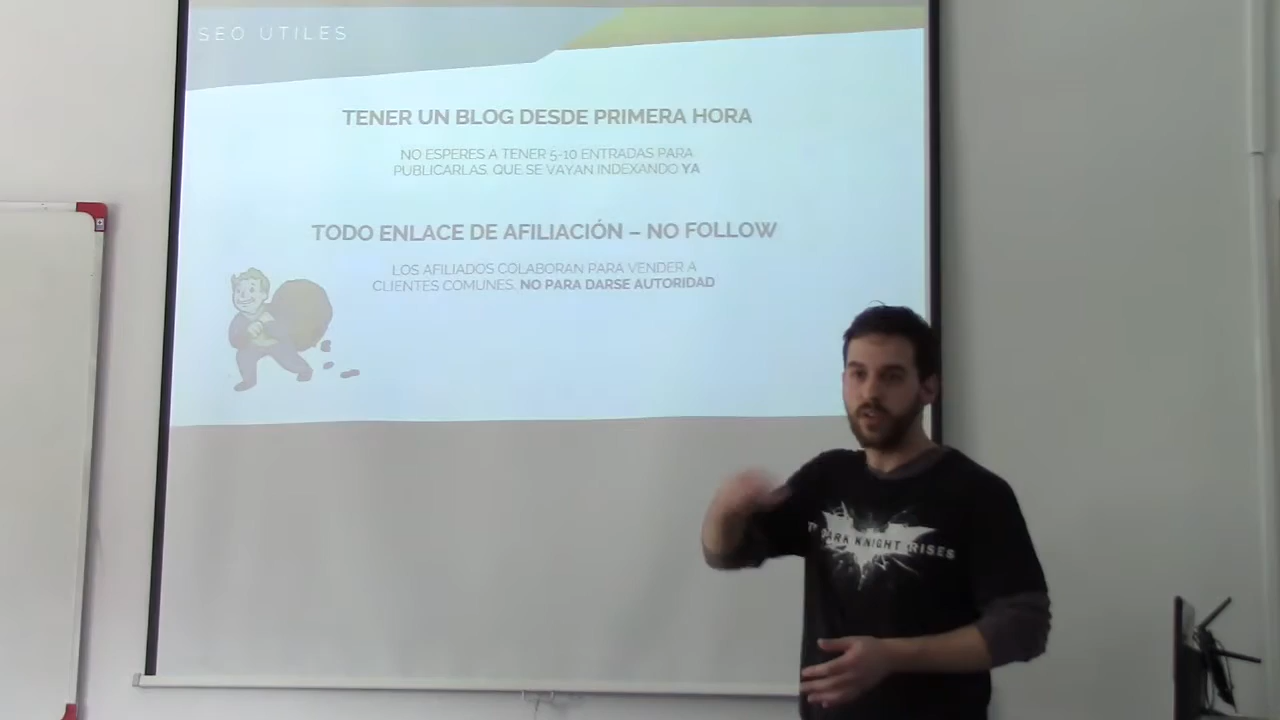 SEO UTILES
TENER UN BLOG DESDE PRIMERA HORA
NO ESPERES A TENER 5-10 ENTRADAS PARA
PUBLICARLAS. QUE SE VAYAN INDEXANDO YA
TODO ENLACE DE AFILIACIÓN – NO FOLLOW
LOS AFILIADOS COLABORAN PARA VENDER A
CLIENTES COMUNES. NO PARA DARSE AUTORIDAD
DARK KNIGHT RISES